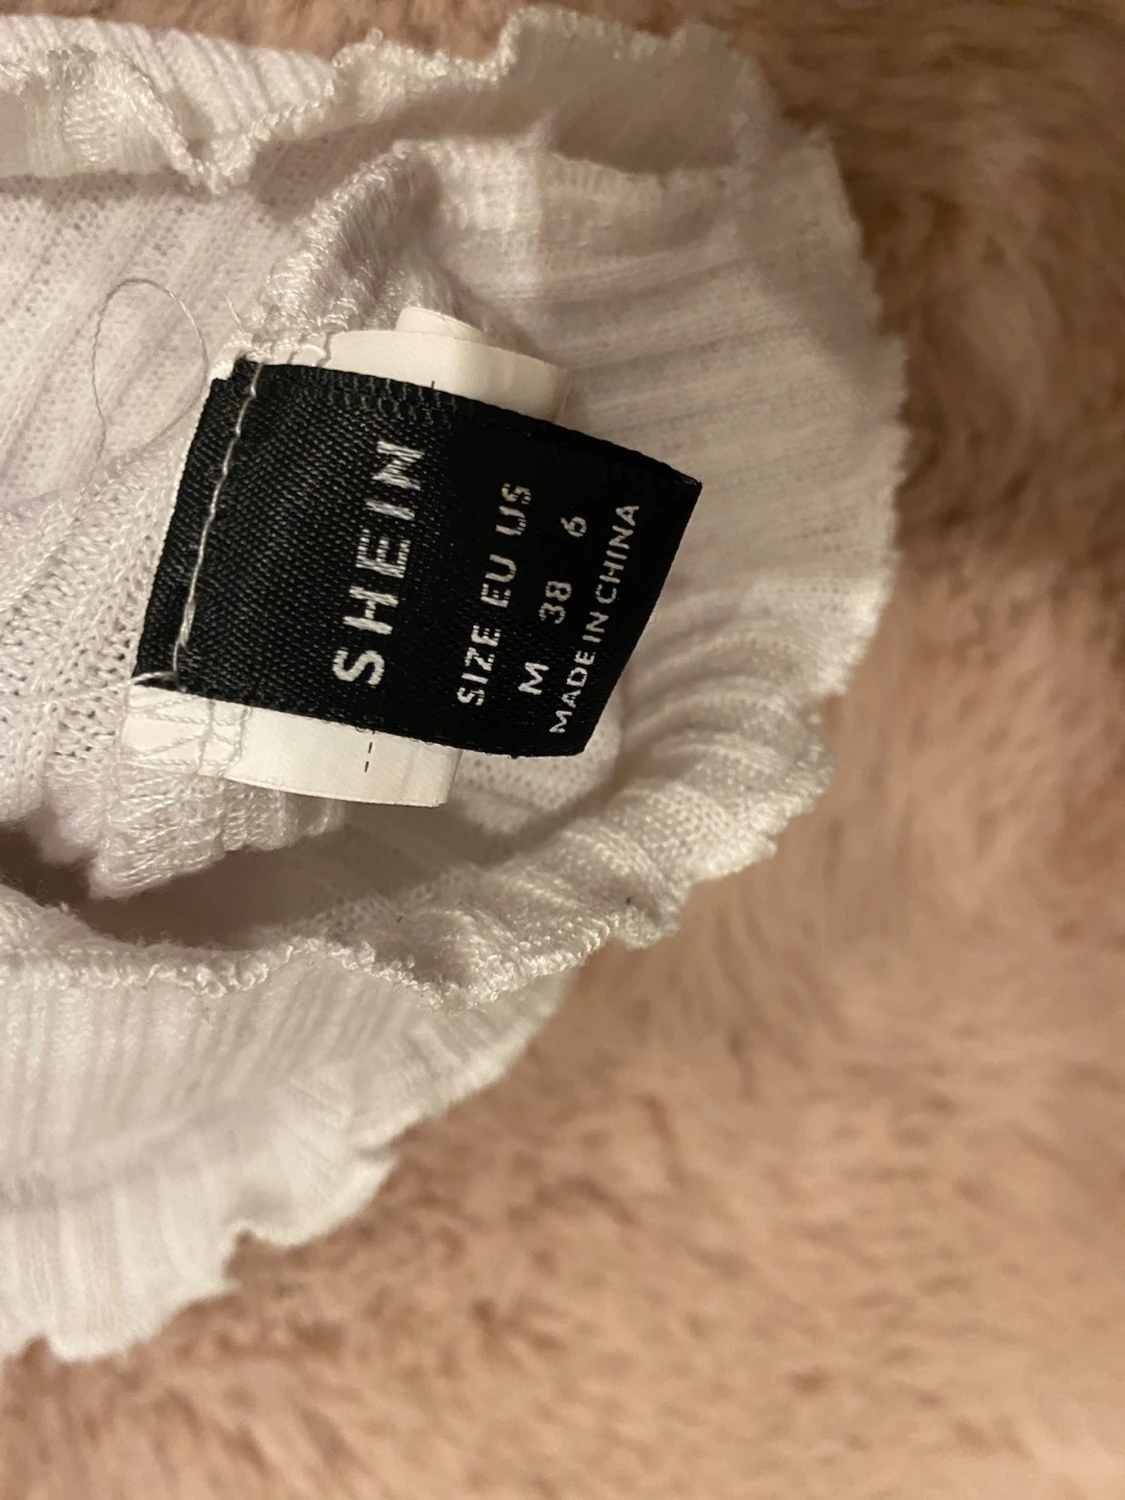 SHEIN
SIZE EU US
M 38 6
MADE IN CHINA